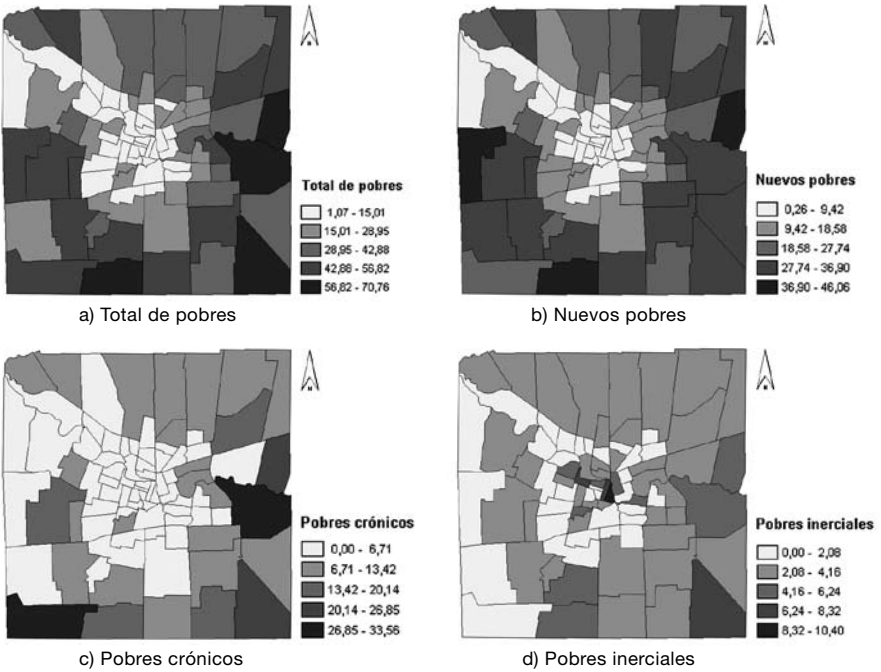 N
Total de pobres
1,07 - 15,01
15,01 - 28,95
28,95 - 42,88
42,88 - 56,82
56,82 - 70,76
a) Total de pobres
N
Nuevos pobres
0,26 - 9,42
9,42 - 18,58
18,58 - 27,74
27,74 - 36,90
36,90 - 46,06
b) Nuevos pobres
N
Pobres crónicos
0,00 - 6,71
6,71 - 13,42
13,42 - 20,14
20,14 - 26,85
26,85 - 33,56
c) Pobres crónicos
N
Pobres inerciales
0,00 - 2,08
2,08 - 4,16
4,16 - 6,24
6,24 - 8,32
8,32 - 10,40
d) Pobres inerciales